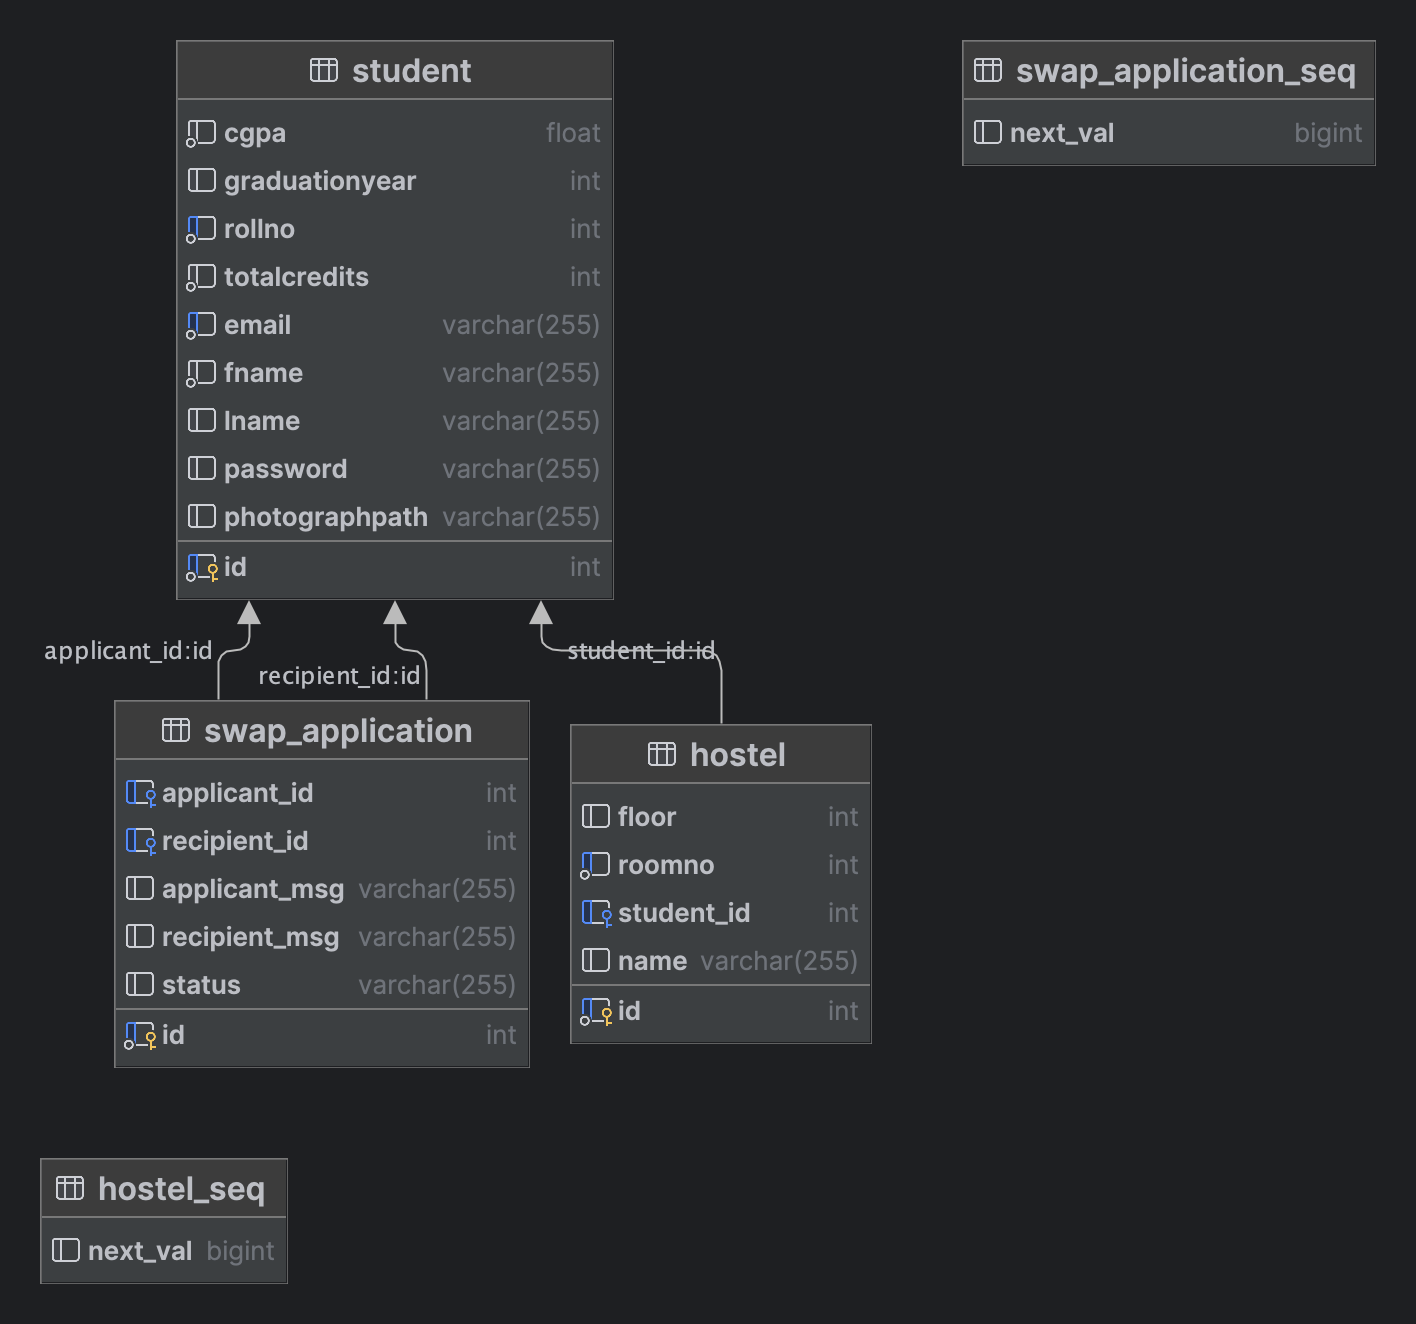 student
cgpa float
graduationyear int
rollno int
totalcredits int
email varchar(255)
fname varchar(255)
lname varchar(255)
password varchar(255)
photographpath varchar(255)
id int
swap_application_seq
next_val bigint
applicant_id:id
recipient_id:id
student_id:id
swap_application
applicant_id int
recipient_id int
applicant_msg varchar(255)
recipient_msg varchar(255)
status varchar(255)
id int
hostel
floor int
roomno int
student_id int
name varchar(255)
id int
hostel_seq
next_val bigint